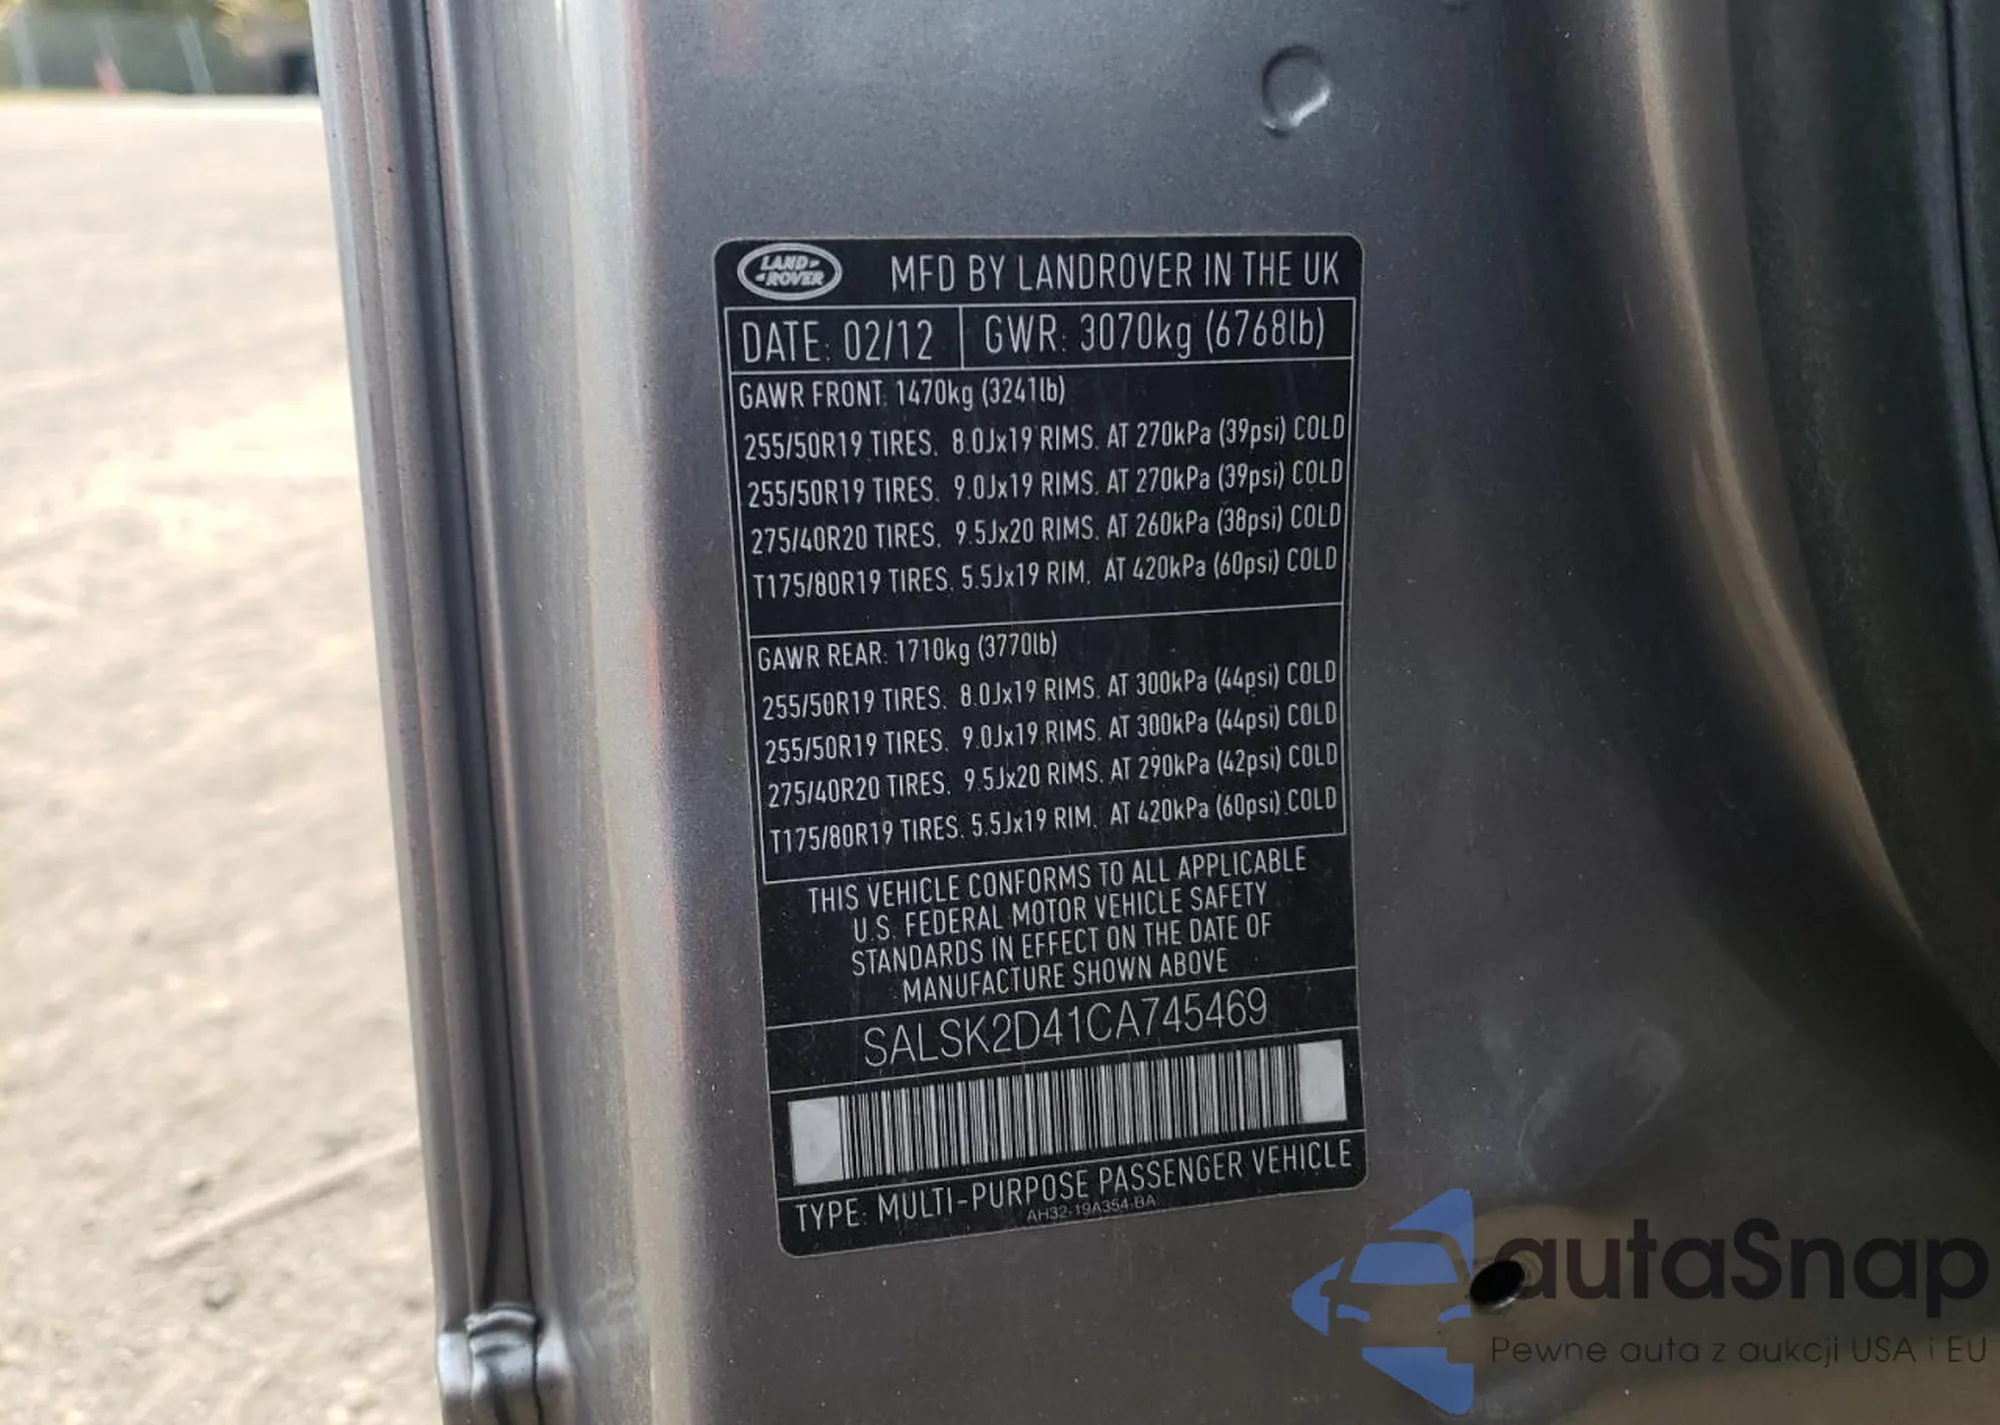 LAND ROVER
MFD BY LANDROVER IN THE UK
DATE: 02/12 GWR: 3070kg (6768lb)
GAWR FRONT: 1470kg (3241lb)
255/50R19 TIRES. 8.0Jx19 RIMS. AT 270kPa (39psi) COLD
255/50R19 TIRES. 9.0Jx19 RIMS. AT 270kPa (39psi) COLD
275/40R20 TIRES. 9.5Jx20 RIMS. AT 260kPa (38psi) COLD
T175/80R19 TIRES. 5.5Jx19 RIM. AT 420kPa (60psi) COLD
GAWR REAR: 1710kg (3770lb)
255/50R19 TIRES. 8.0Jx19 RIMS. AT 300kPa (44psi) COLD
255/50R19 TIRES. 9.0Jx19 RIMS. AT 300kPa (44psi) COLD
275/40R20 TIRES. 9.5Jx20 RIMS. AT 290kPa (42psi) COLD
T175/80R19 TIRES. 5.5Jx19 RIM. AT 420kPa (60psi) COLD
THIS VEHICLE CONFORMS TO ALL APPLICABLE
U.S. FEDERAL MOTOR VEHICLE SAFETY
STANDARDS IN EFFECT ON THE DATE OF
MANUFACTURE SHOWN ABOVE
SALSK2D41CA745469
TYPE: MULTI-PURPOSE PASSENGER VEHICLE
AH32-19A354-BA
autaSnap
Pewne auta z aukcji USA i EU